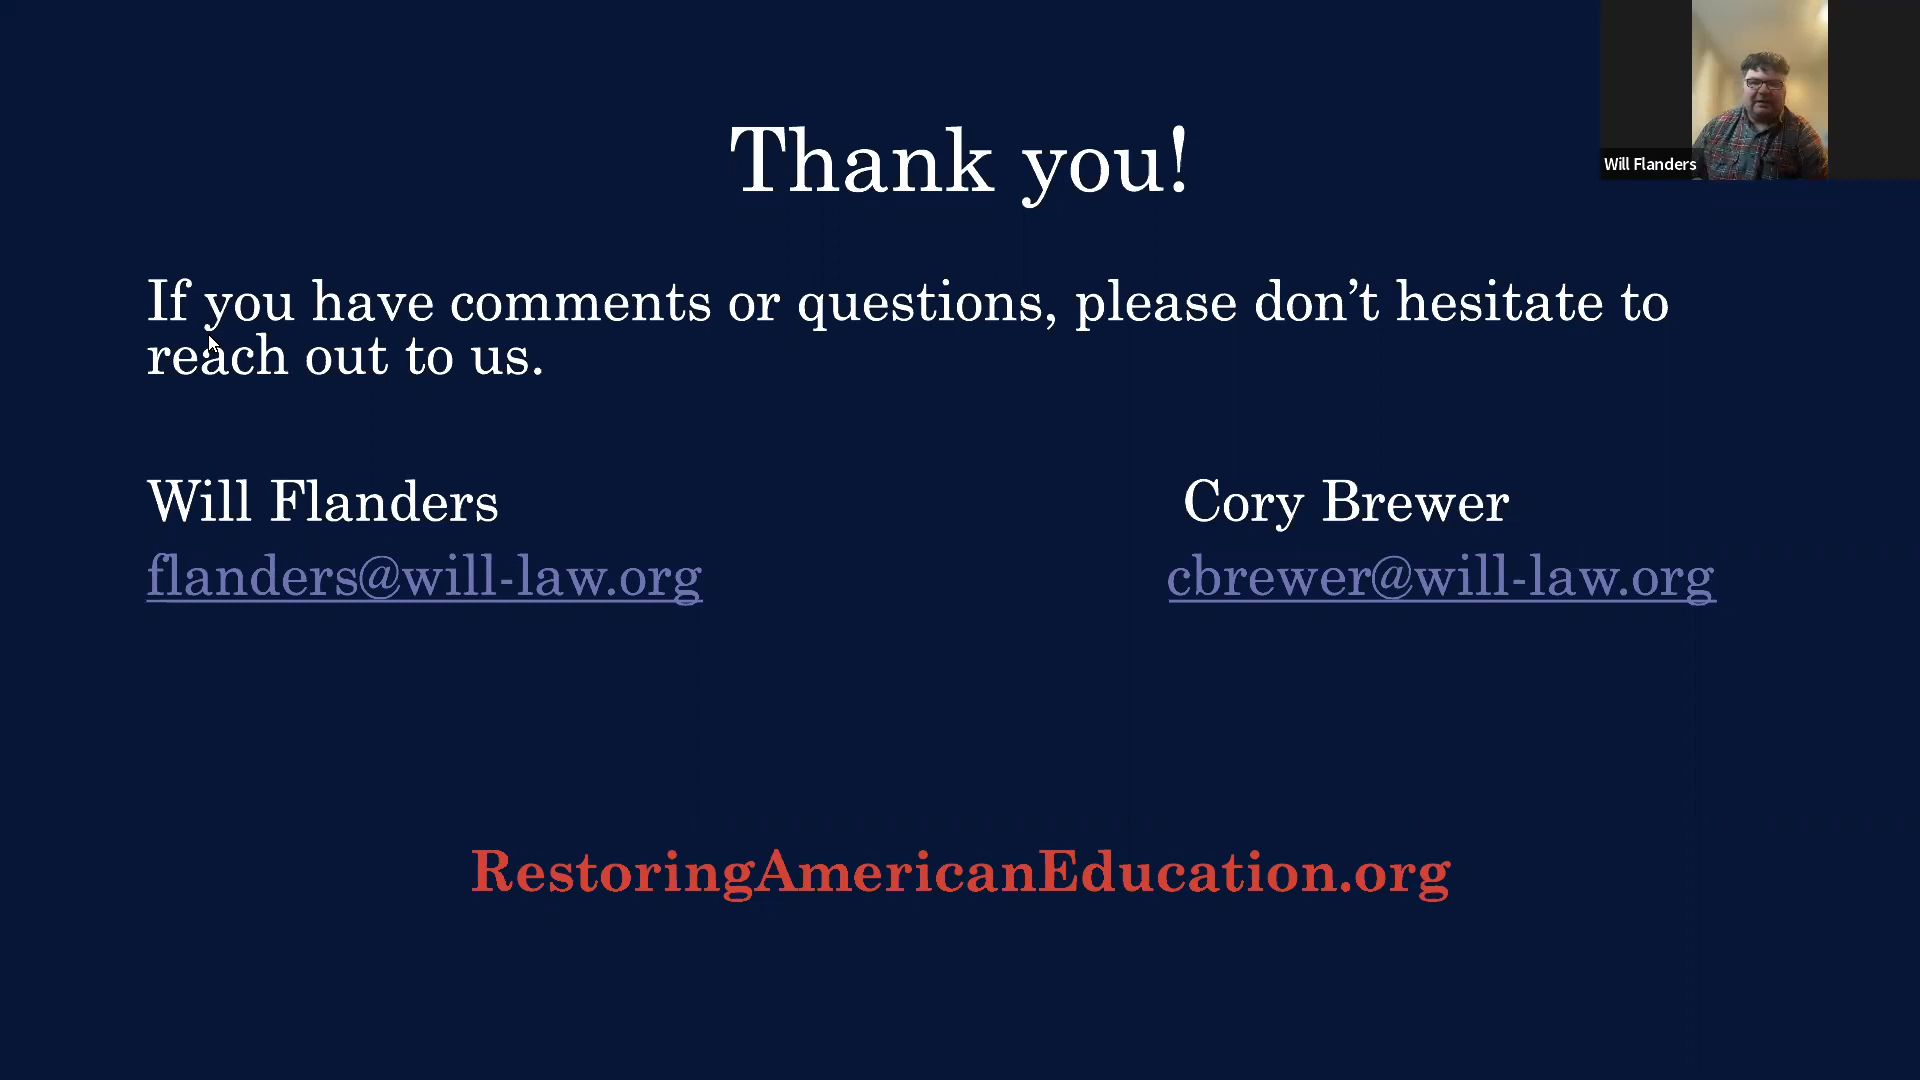 Thank you!
Will Flanders
If you have comments or questions, please don’t hesitate to
reach out to us.
Will Flanders
Cory Brewer
flanders@will-law.org
cbrewer@will-law.org
RestoringAmericanEducation.org